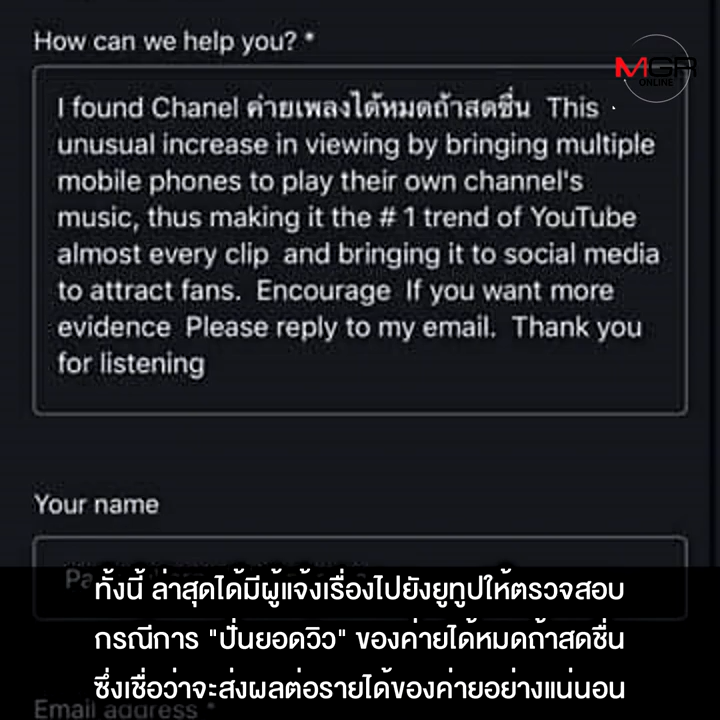 How can we help you? *
MGR
ONLINE
I found Chanel ค่ายเพลงได้หมดถ้าสดชื่น This
unusual increase in viewing by bringing multiple
mobile phones to play their own channel's
music, thus making it the # 1 trend of YouTube
almost every clip and bringing it to social media
to attract fans. Encourage If you want more
evidence Please reply to my email. Thank you
for listening
Your name
ทั้งนี้ ล่าสุดได้มีผู้แจ้งเรื่องไปยังยูทูปให้ตรวจสอบ
กรณีการ "ปั่นยอดวิว" ของค่ายได้หมดถ้าสดชื่น
ซึ่งเชื่อว่าจะส่งผลต่อรายได้ของค่ายอย่างแน่นอน
Email address *